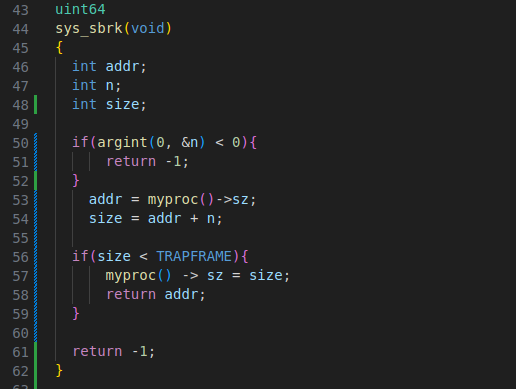 43 uint64
44 sys_sbrk(void)
45 {
46 int addr;
47 int n;
48 int size;
49
50 if(argint(0, &n) < 0){
51 return -1;
52 }
53 addr = myproc()->sz;
54 size = addr + n;
55
56 if(size < TRAPFRAME){
57 myproc() -> sz = size;
58 return addr;
59 }
60
61 return -1;
62 }